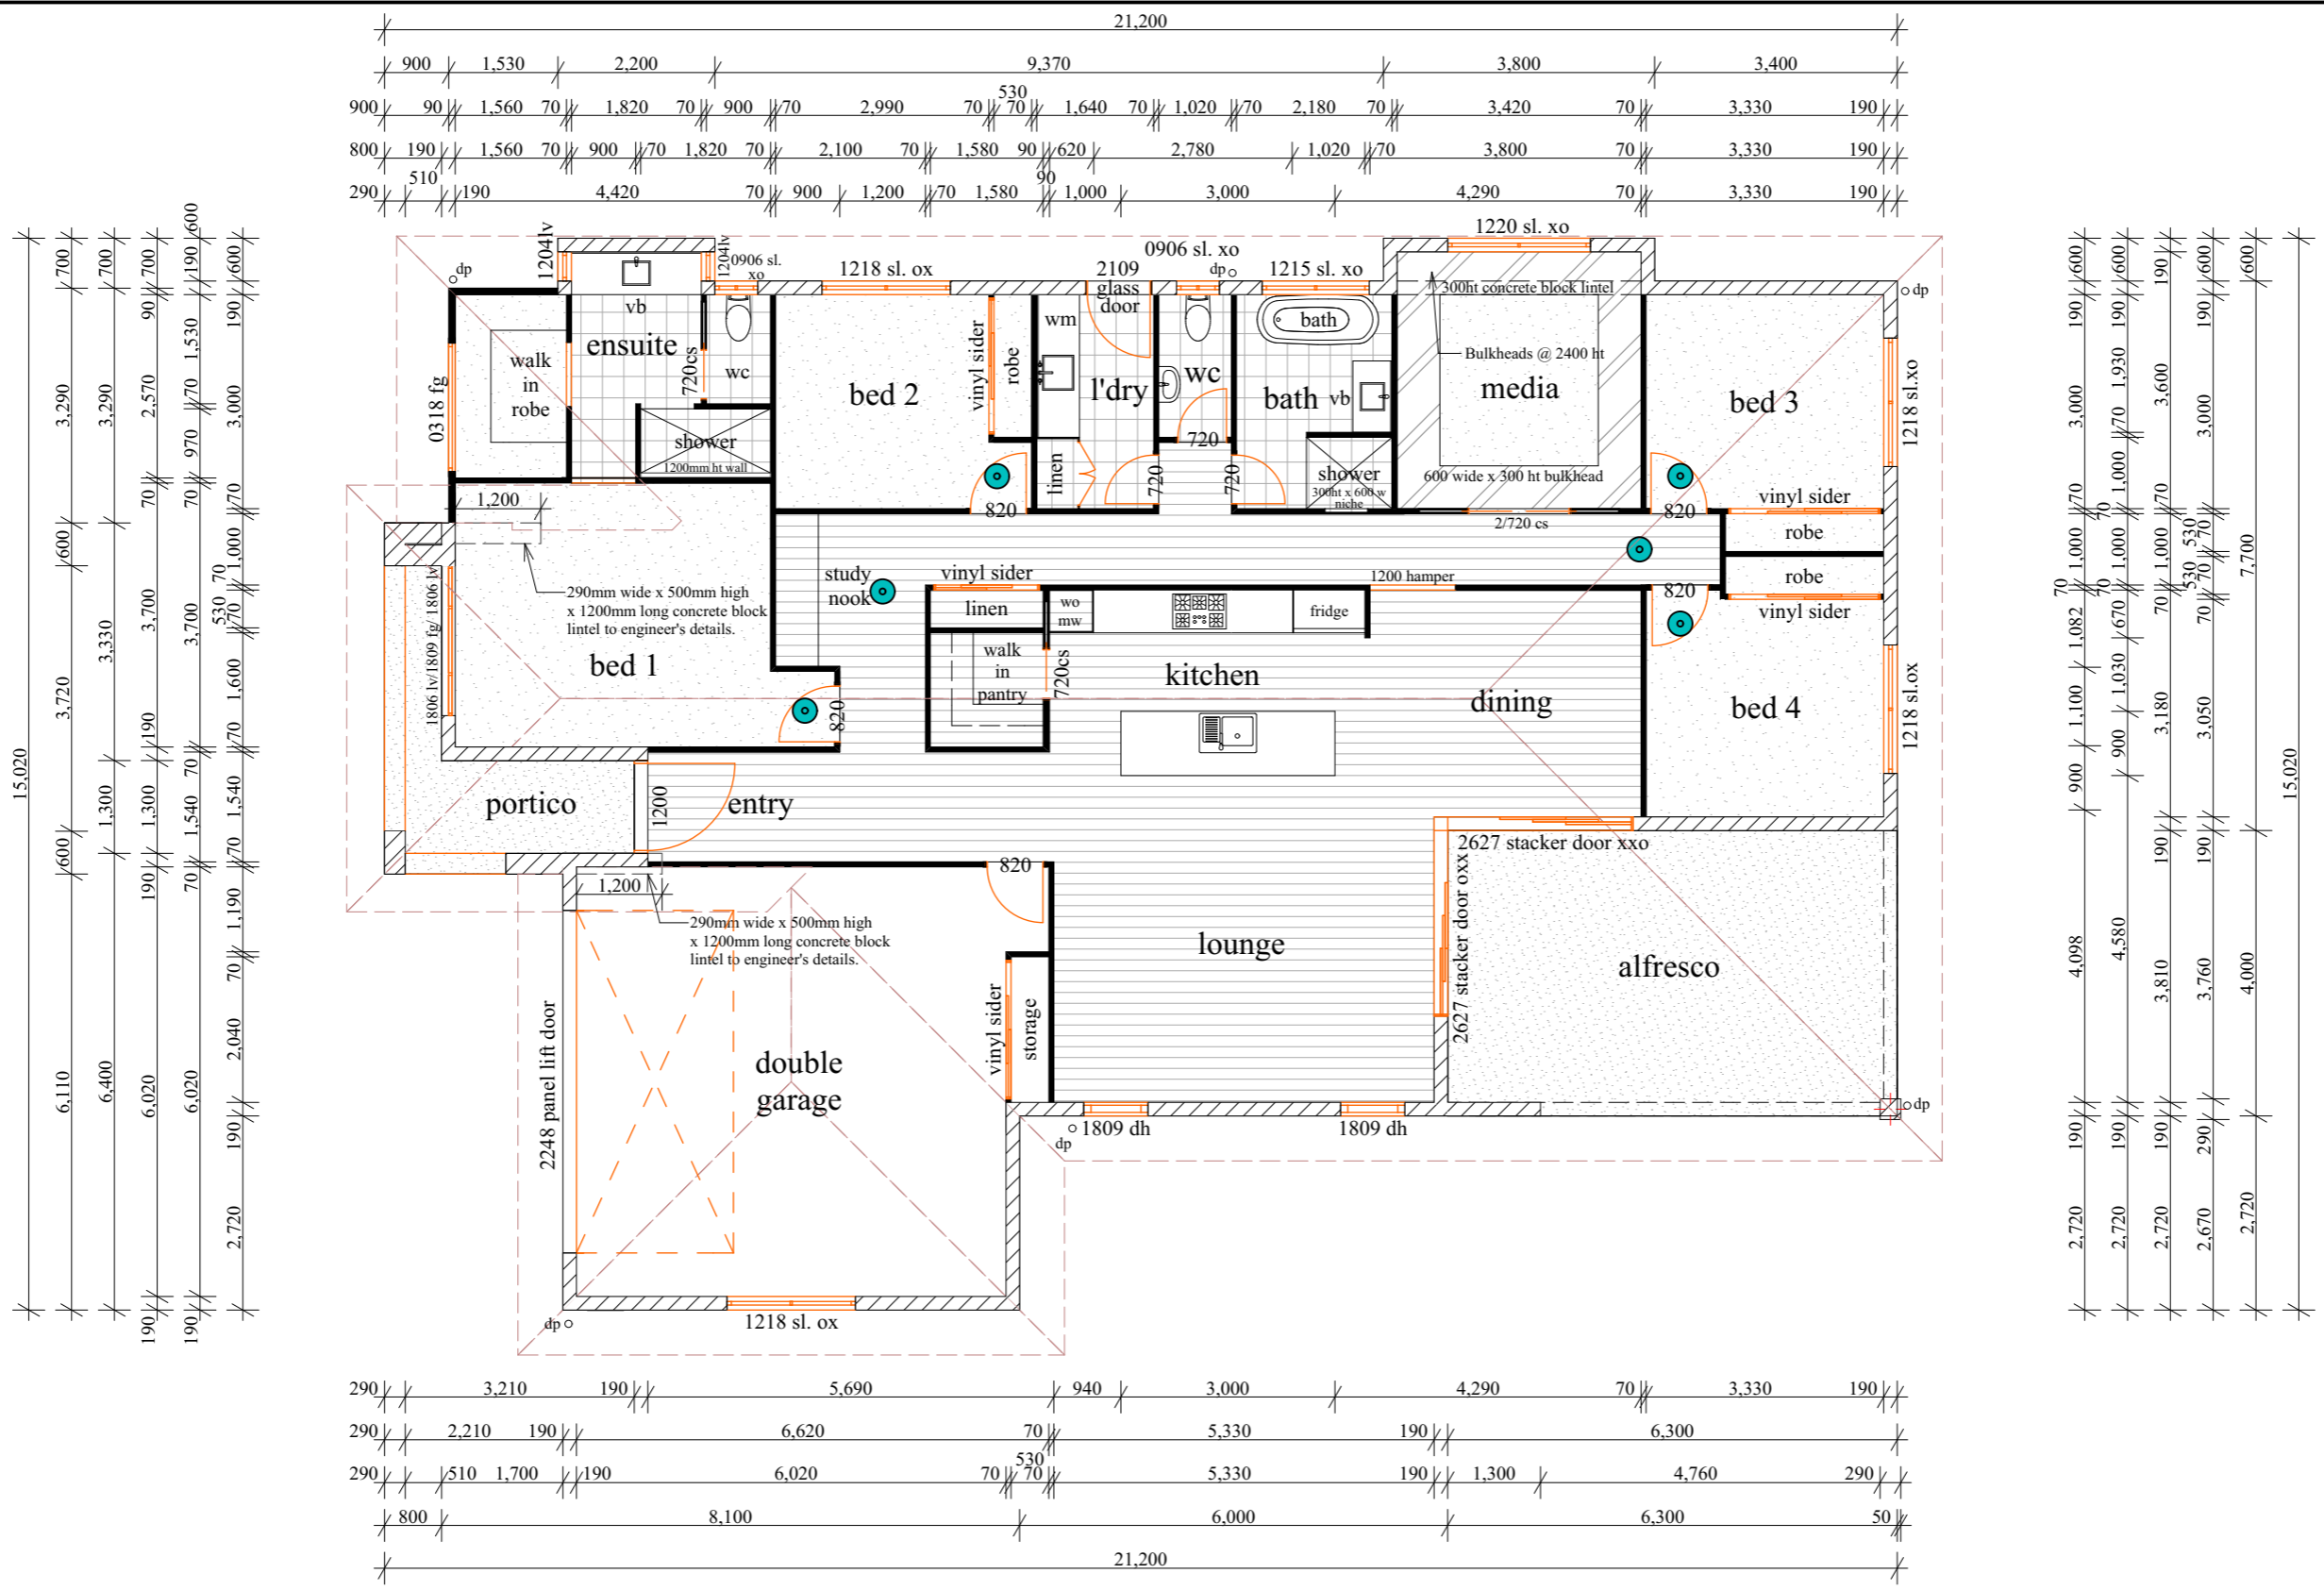 21,200
900 1,530 2,200 9,370 3,800 3,400
530
900 90 1,560 70 1,820 70 900 70 2,990 70 70 1,640 70 1,020 70 2,180 70 3,420 70 3,330 190
800 190 1,560 70 900 70 1,820 70 2,100 70 1,580 90 620 2,780 1,020 70 3,800 70 3,330 190
510
90
290 190 4,420 70 900 1,200 70 1,580 1,000 3,000 4,290 70 3,330 190
15,020
700 3,290 600 3,720 600 6,110
700 3,290 3,330 1,300 6,400
700 90 2,570 70 3,700 190 1,300 190 6,020 190
600 190 1,530 70 970 70 3,700 70 1,540 70 6,020 190
600 190 3,000 70 1,000 70 530 70 1,600 70 1,540 70 1,190 70 2,040 190 2,720
dp
1204lv
1204lv
0906 sl.
xo
1218 sl. ox
2109
glass
door
0906 sl. xo
dp
1215 sl. xo
1220 sl. xo
dp
300ht concrete block lintel
Bulkheads @ 2400 ht
media
600 wide x 300 ht bulkhead
2/720 cs
0318 fg
walk
in
robe
vb
ensuite
720cs
wc
shower
1200mm ht wall
bed 2
vinyl sider
robe
820
wm
l'dry
linen
720
wc
720
720
bath
bath
vb
shower
300ht x 600 w
niche
bed 3
1218 sl.xo
820
vinyl sider
robe
robe
820
vinyl sider
bed 4
1218 sl.ox
1,200
290mm wide x 500mm high
x 1200mm long concrete block
lintel to engineer's details.
bed 1
1806 lv/1809 fg/ 1806 lv
820
study
nook
vinyl sider
linen
walk
in
pantry
720cs
wo
mw
fridge
1200 hamper
kitchen
dining
portico
1200
entry
820
1,200
290mm wide x 500mm high
x 1200mm long concrete block
lintel to engineer's details.
2248 panel lift door
double
garage
vinyl sider
storage
lounge
2627 stacker door xxo
2627 stacker door oxx
alfresco
dp
1809 dh
1809 dh
dp
dp
1218 sl. ox
600 190 3,000 70 1,000 70 1,082 1,100 900 4,098 190 2,720
600 190 1,930 70 1,000 70 1,000 70 670 1,030 900 4,580 190 2,720
190 3,600 70 1,000 70 3,180 190 3,810 190 2,720
600 190 3,000 70 530 70 530 70 3,050 190 3,760 290 2,670
600 7,700 4,000 2,720
15,020
290 3,210 190 5,690 940 3,000 4,290 70 3,330 190
290 2,210 190 6,620 70 5,330 190 6,300
530
290 510 1,700 190 6,020 70 70 5,330 190 1,300 4,760 290
800 8,100 6,000 6,300 50
21,200